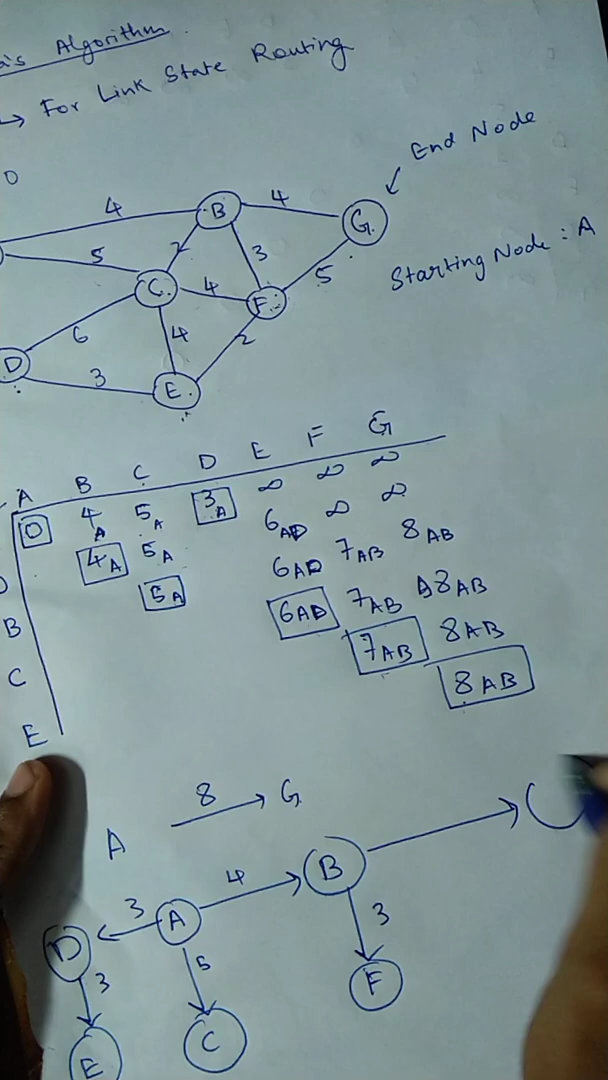 a's Algorithm.
→ For Link State Routing
End Node
0
4 B 4 G
5 2 3 Starting Node : A
C 4 F 5
6 4 2
D 3 E
A B C D E F G
0 4A 5A 3A ∞ ∞ ∞
4A 5A 6AD ∞ ∞
B 5A 6AD 7AB 8AB
C 6AD 7AB 8AB
E 7AB 8AB
8AB
A 8 → G
3 A 4 B
D 3 5 3
E C F